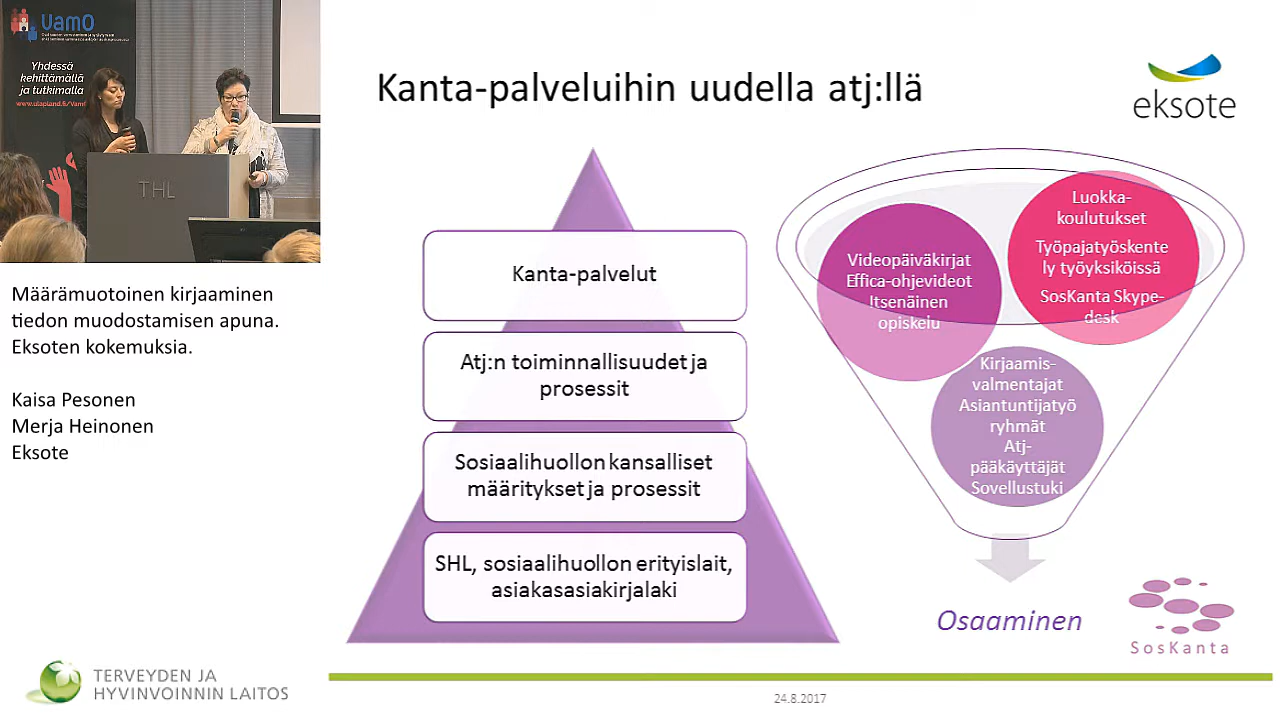 VamO
Yhdessä
kehittämällä
ja tutkimalla
THL
Määrämuotoinen kirjaaminen
tiedon muodostamisen apuna.
Eksoten kokemuksia.
Kaisa Pesonen
Merja Heinonen
Eksote
TERVEYDEN JA
HYVINVOINNIN LAITOS
Kanta-palveluihin uudella atj:llä
eksote
Kanta-palvelut
Atj:n toiminnallisuudet ja
prosessit
Sosiaalihuollon kansalliset
määritykset ja prosessit
SHL, sosiaalihuollon erityislait,
asiakasasiakirjalaki
Videopäiväkirjat
Effica-ohjevideot
Itsenäinen
opiskelu
Luokka-
koulutukset
Työpajatyöskente
ly työyksiköissä
SosKanta Skype-
desk
Kirjaamis-
valmentajat
Asiantuntijatyö
ryhmät
Atj-
pääkäyttäjät
Sovellustuki
Osaaminen
SosKanta
24.8.2017